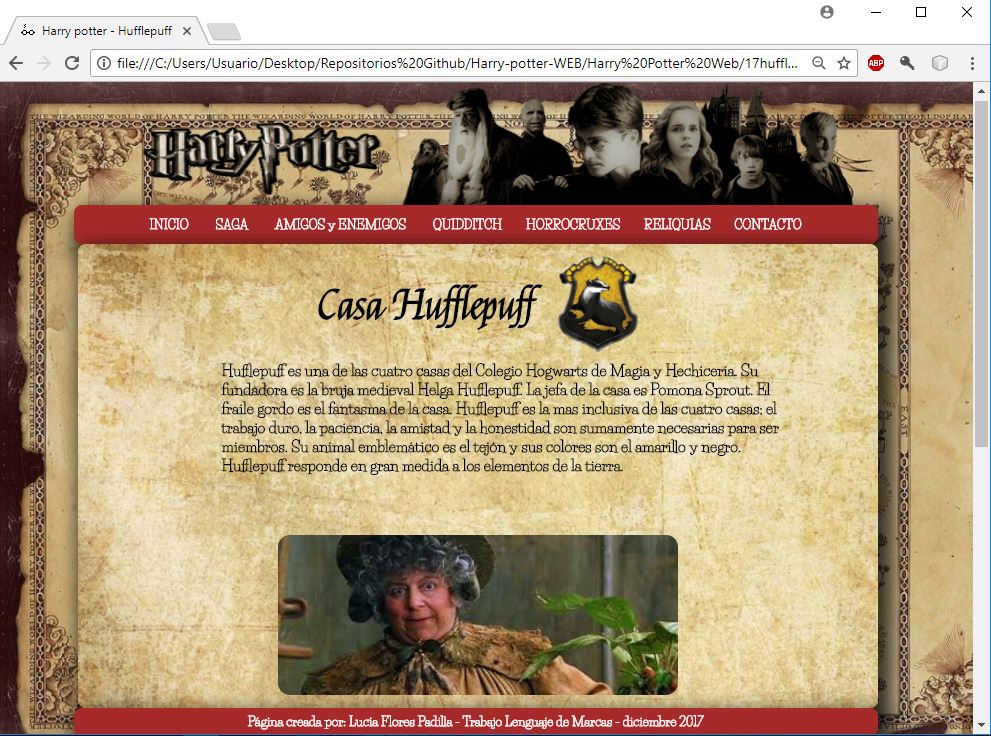 Harry potter - Hufflepuff
file:///C:/Users/Usuario/Desktop/Repositorios%20Github/Harry-potter-WEB/Harry%20Potter%20Web/17huffl...
ABP
Harry Potter
INICIO SAGA AMIGOS y ENEMIGOS QUIDDITCH HORROCRUXES RELIQUIAS CONTACTO
Casa Hufflepuff
Hufflepuff es una de las cuatro casas del Colegio Hogwarts de Magia y Hechicería. Su
fundadora es la bruja medieval Helga Hufflepuff. La jefa de la casa es Pomona Sprout. El
fraile gordo es el fantasma de la casa. Hufflepuff es la mas inclusiva de las cuatro casas; el
trabajo duro, la paciencia, la amistad y la honestidad son sumamente necesarias para ser
miembros. Su animal emblemático es el tejón y sus colores son el amarillo y negro.
Hufflepuff responde en gran medida a los elementos de la tierra.
EAST
Página creada por: Lucía Flores Padilla - Trabajo Lenguaje de Marcas - diciembre 2017